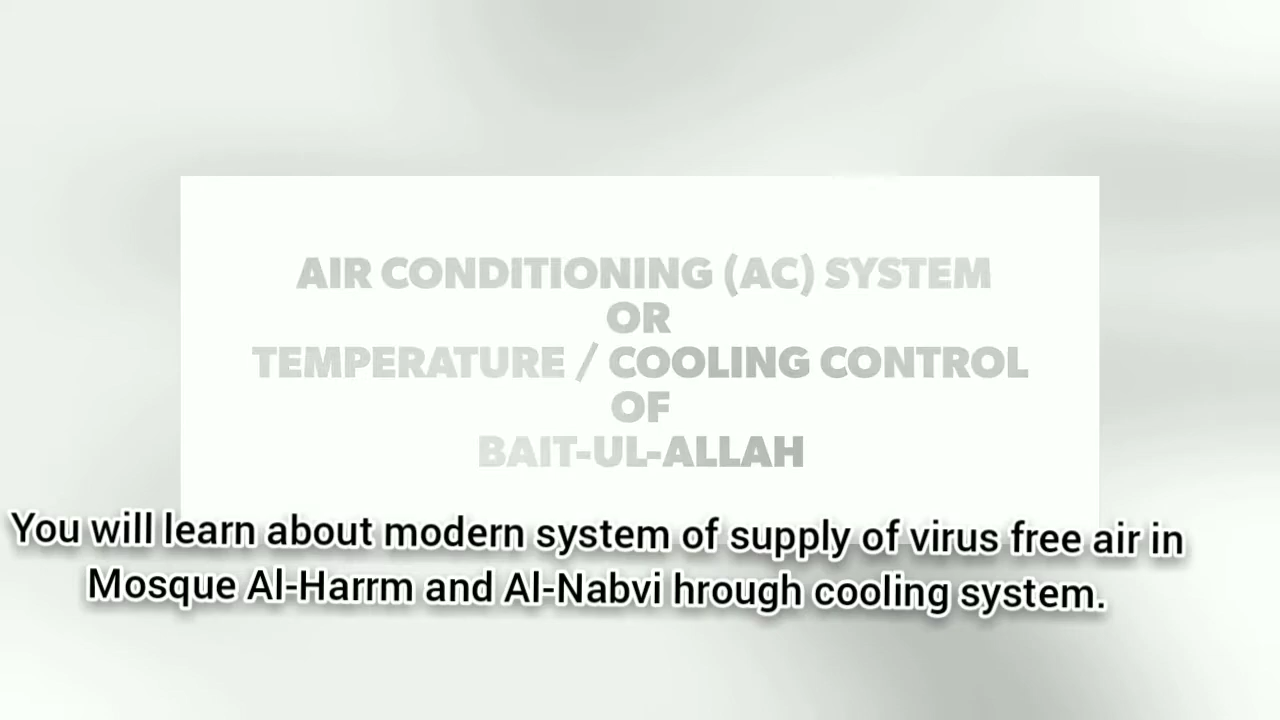 AIR CONDITIONING (AC) SYSTEM
OR
TEMPERATURE / COOLING CONTROL
OF
BAIT-UL-ALLAH
You will learn about modern system of supply of virus free air in
Mosque Al-Harrm and Al-Nabvi hrough cooling system.